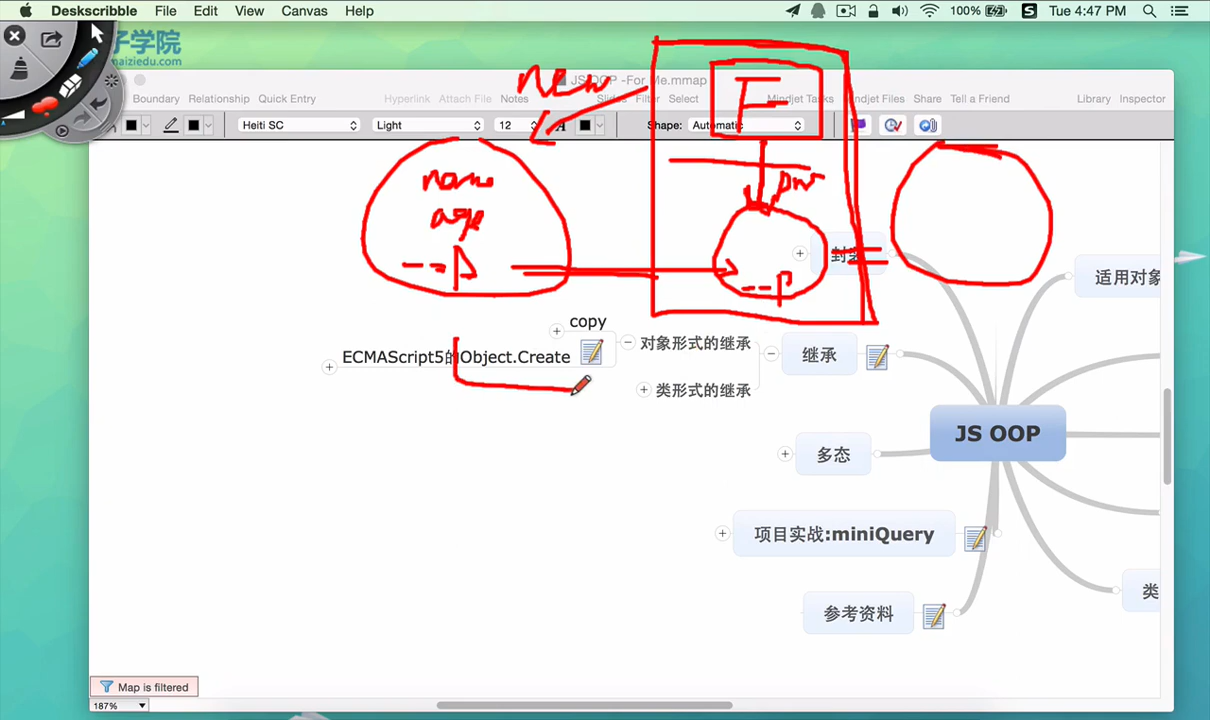 Deskscribble File Edit View Canvas Help 100% S Tue 4:47 PM
子学院
maiziedu.com
JS OOP -For Me.mmap
Boundary Relationship Quick Entry Hyperlink Attach File Notes Slides Filter Select Mindjet Tasks Mindjet Files Share Tell a Friend Library Inspector
Heiti SC Light 12 A Shape: Automatic
new
F
name
age
--P
--P
封装
适用对象
copy
ECMAScript5的Object.Create
对象形式的继承
继承
类形式的继承
JS OOP
多态
项目实战:miniQuery
类
参考资料
Map is filtered
187%